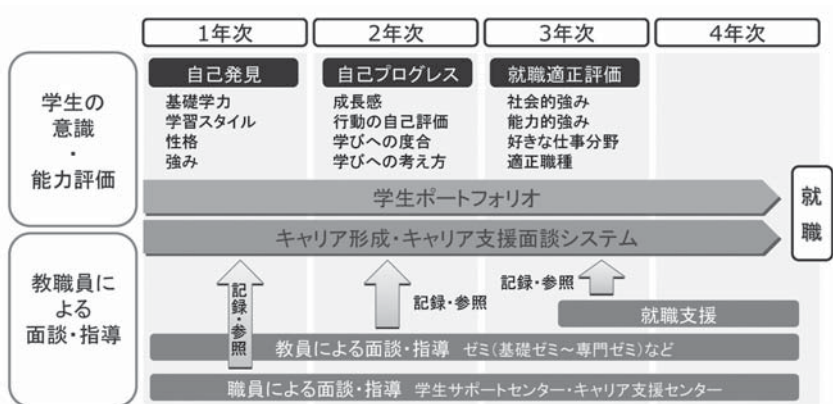 1年次 2年次 3年次 4年次
学生の
意識
・
能力評価
自己発見
基礎学力
学習スタイル
性格
強み
自己プログレス
成長感
行動の自己評価
学びへの度合
学びへの考え方
就職適正評価
社会的強み
能力的強み
好きな仕事分野
適正職種
学生ポートフォリオ
キャリア形成・キャリア支援面談システム
就
職
教職員に
よる
面談・指導
記録・参照
記録・参照
記録・参照
就職支援
教員による面談・指導 ゼミ(基礎ゼミ~専門ゼミ)など
職員による面談・指導 学生サポートセンター・キャリア支援センター